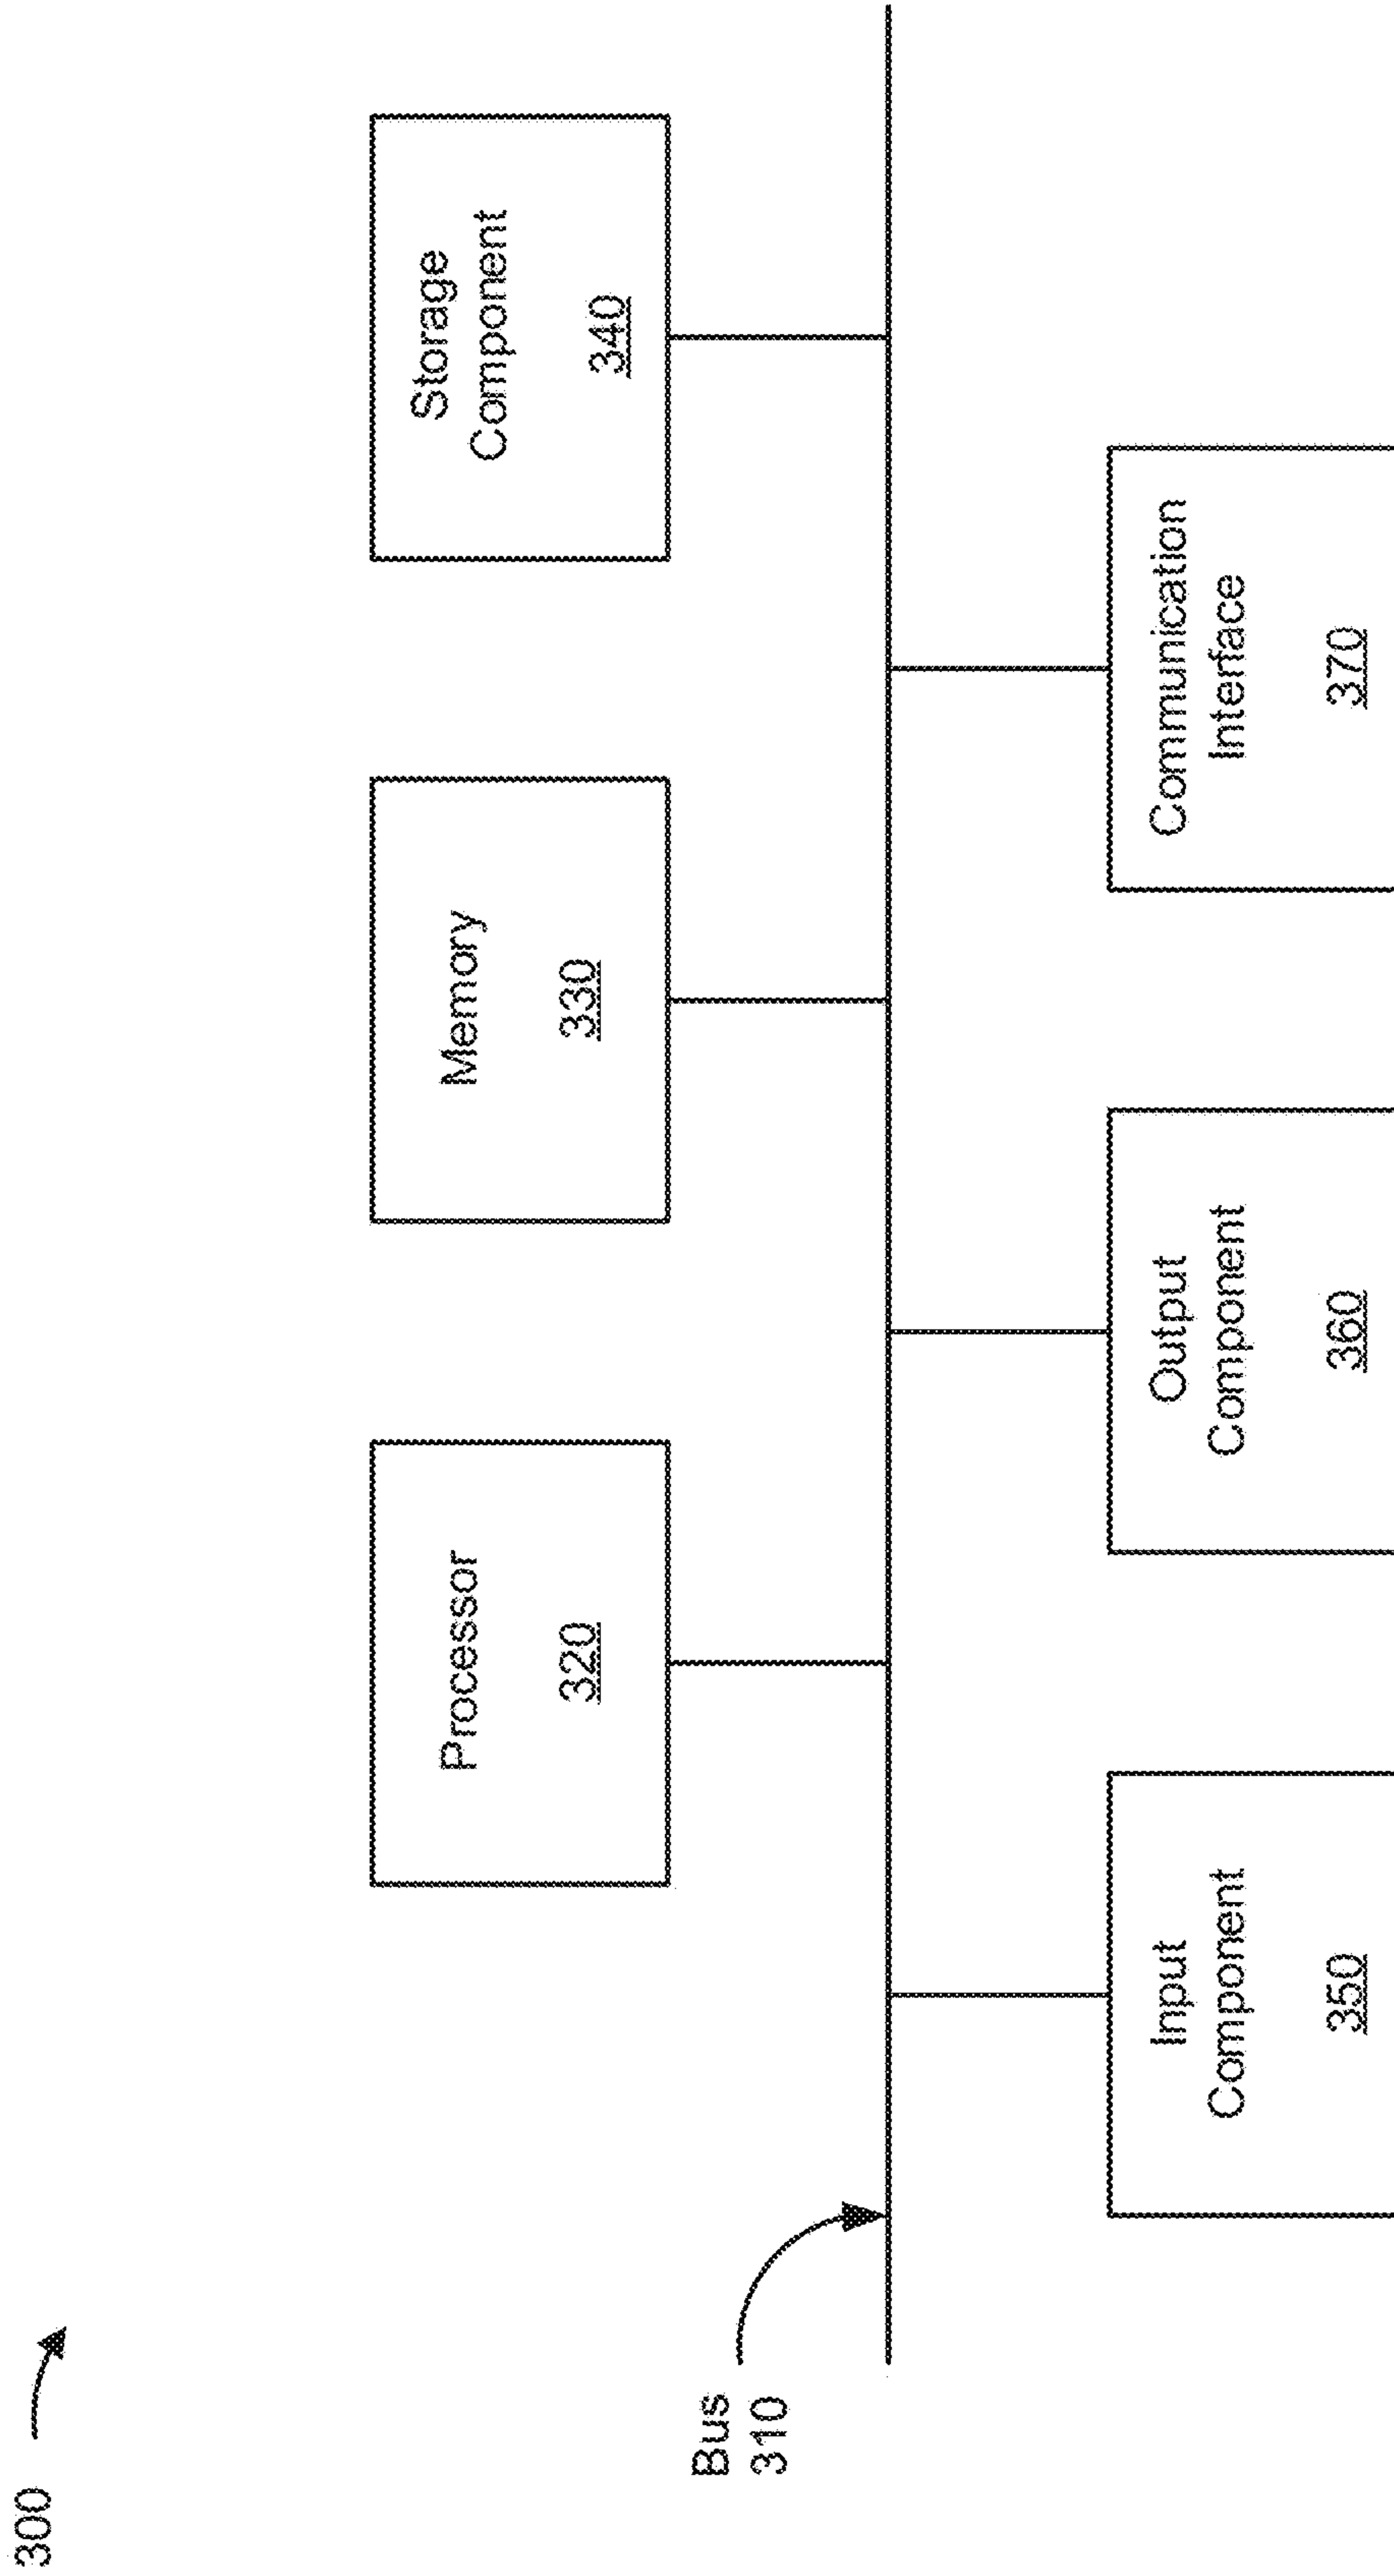 300
Bus
310
Processor
320
Memory
330
Storage
Component
340
Input
Component
350
Output
Component
360
Communication
Interface
370